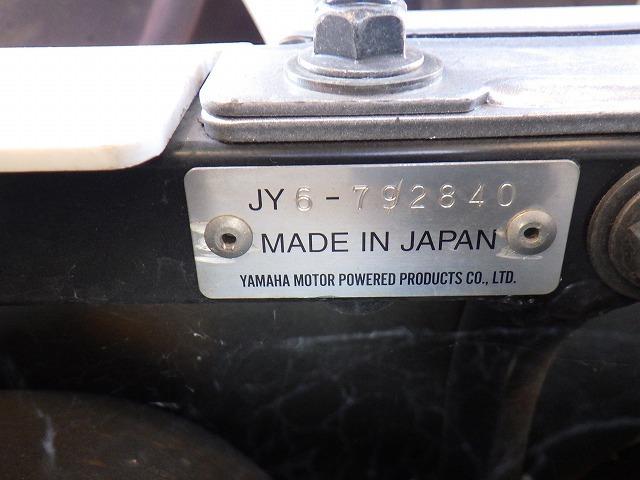 JY6-792840
MADE IN JAPAN
YAMAHA MOTOR POWERED PRODUCTS CO., LTD.